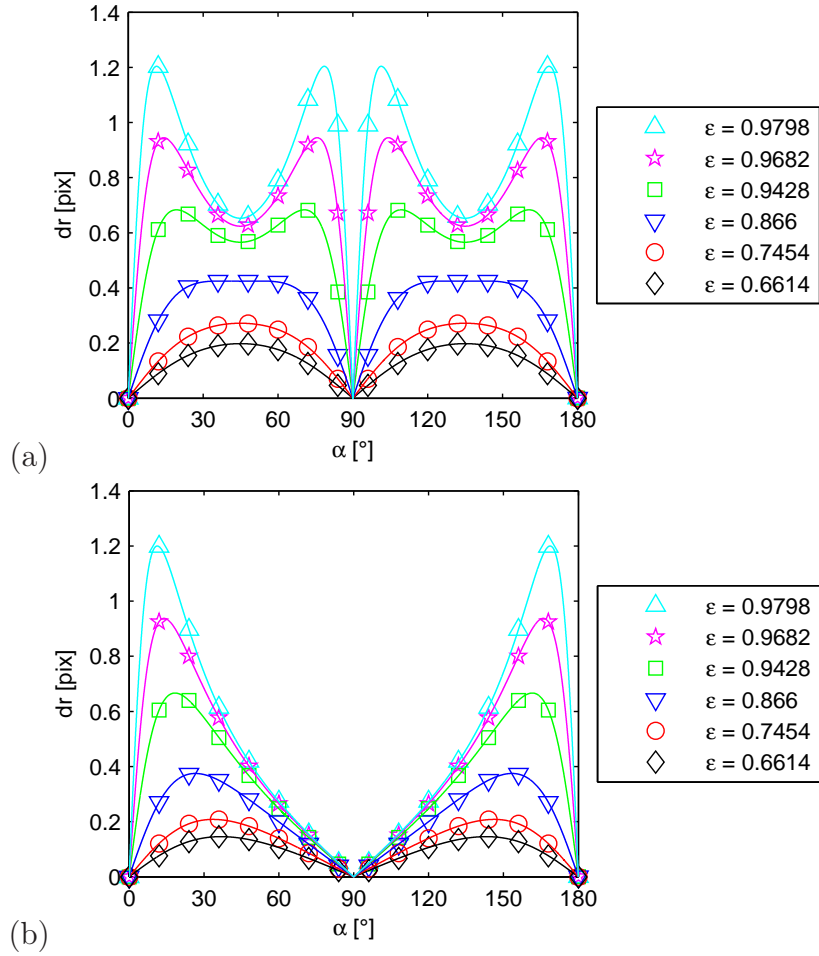 1.4
1.2
1
0.8
0.6
0.4
0.2
0
dr [pix]
0 30 60 90 120 150 180
α [°]
(a)
ε = 0.9798
ε = 0.9682
ε = 0.9428
ε = 0.866
ε = 0.7454
ε = 0.6614
1.4
1.2
1
0.8
0.6
0.4
0.2
0
dr [pix]
0 30 60 90 120 150 180
α [°]
(b)
ε = 0.9798
ε = 0.9682
ε = 0.9428
ε = 0.866
ε = 0.7454
ε = 0.6614